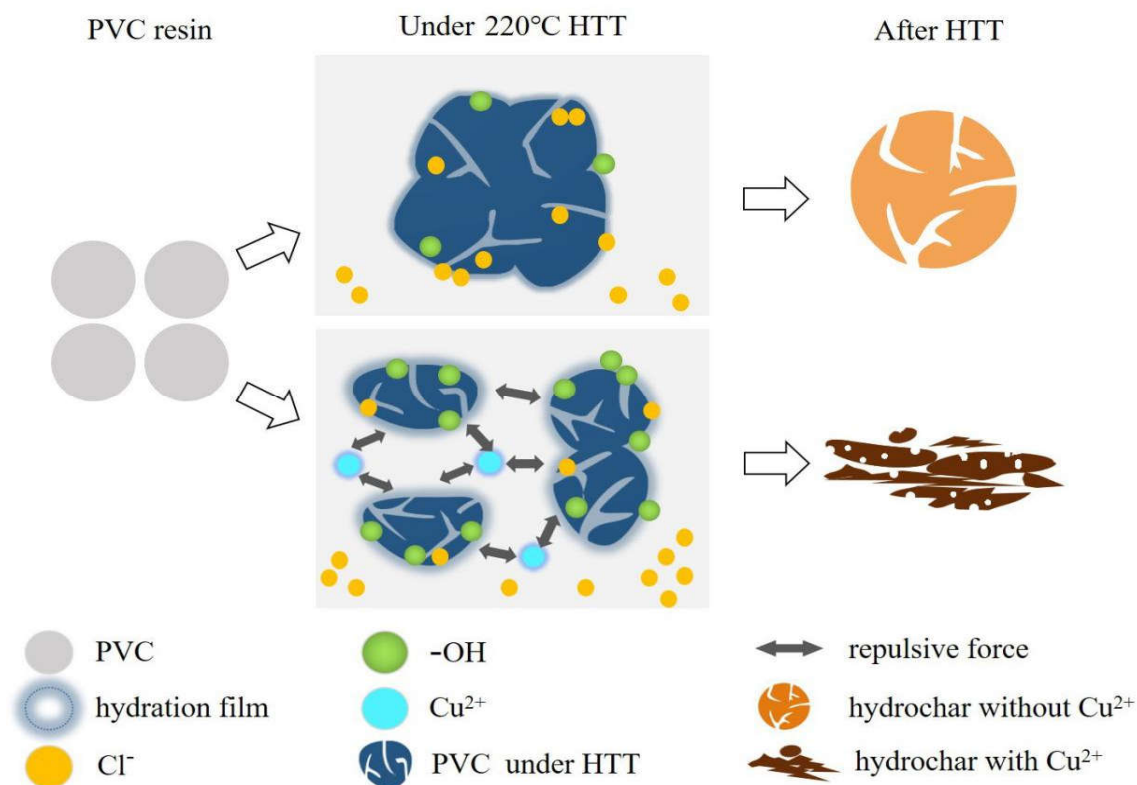 PVC resin
Under 220°C HTT
After HTT
PVC
-OH
repulsive force
hydration film
Cu²⁺
hydrochar without Cu²⁺
Cl⁻
PVC under HTT
hydrochar with Cu²⁺